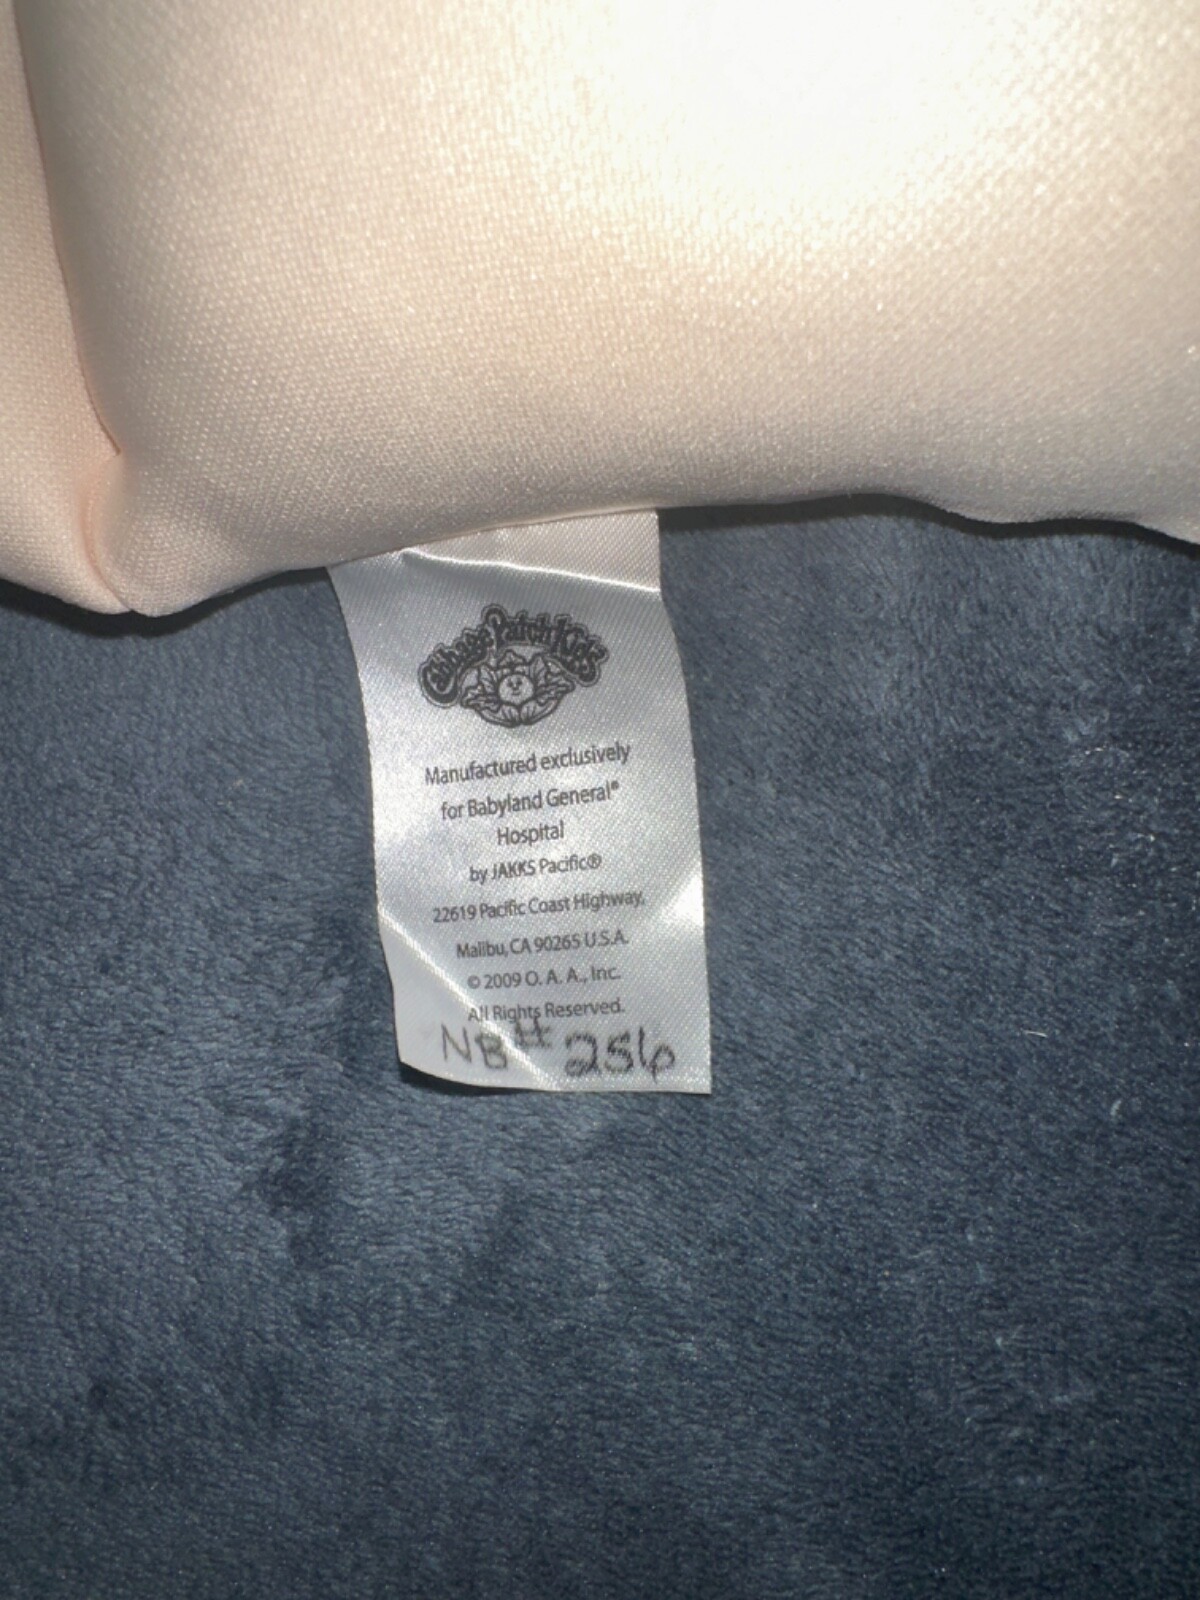 Cabbage Patch Kids
Manufactured exclusively
for Babyland General®
Hospital
by JAKKS Pacific®
22619 Pacific Coast Highway,
Malibu, CA 90265 U.S.A.
© 2009 O. A. A., Inc.
All Rights Reserved.
NB# 256